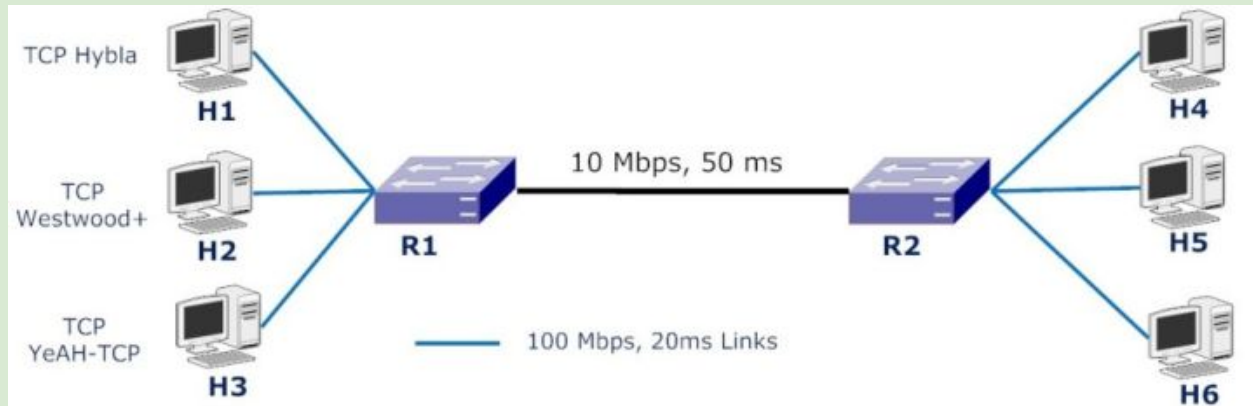 TCP Hybla
H1
H4
10 Mbps, 50 ms
TCP
Westwood+
H2
R1
R2
H5
TCP
YeAH-TCP
H3
100 Mbps, 20ms Links
H6